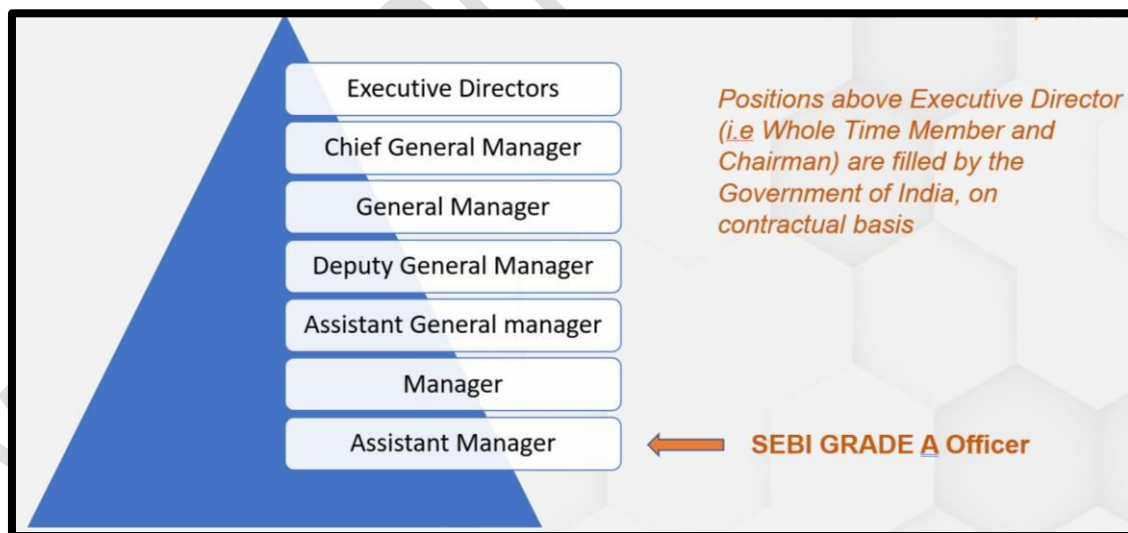 Executive Directors
Chief General Manager
General Manager
Deputy General Manager
Assistant General manager
Manager
Assistant Manager
Positions above Executive Director
(i.e Whole Time Member and
Chairman) are filled by the
Government of India, on
contractual basis
SEBI GRADE A Officer